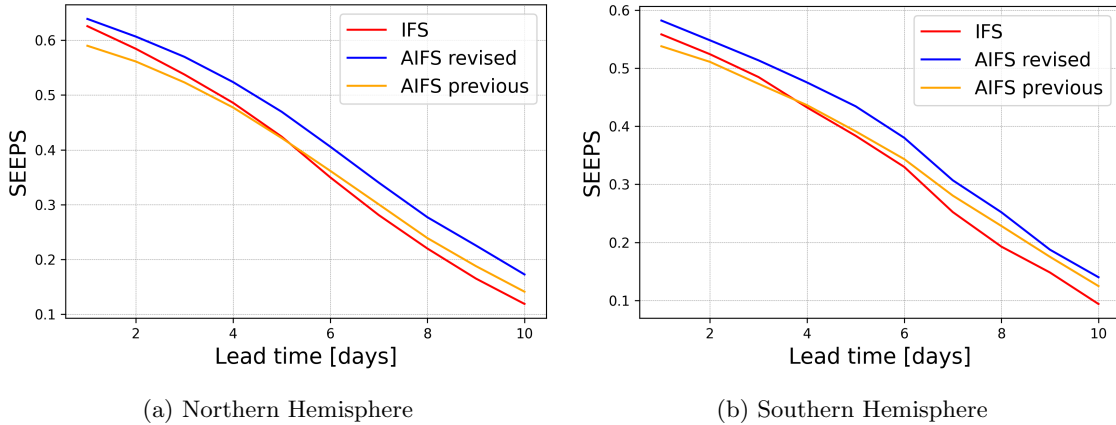 SEEPS
0.6
0.5
0.4
0.3
0.2
0.1
2 4 6 8 10
Lead time [days]
IFS
AIFS revised
AIFS previous
(a) Northern Hemisphere
SEEPS
0.6
0.5
0.4
0.3
0.2
0.1
2 4 6 8 10
Lead time [days]
IFS
AIFS revised
AIFS previous
(b) Southern Hemisphere